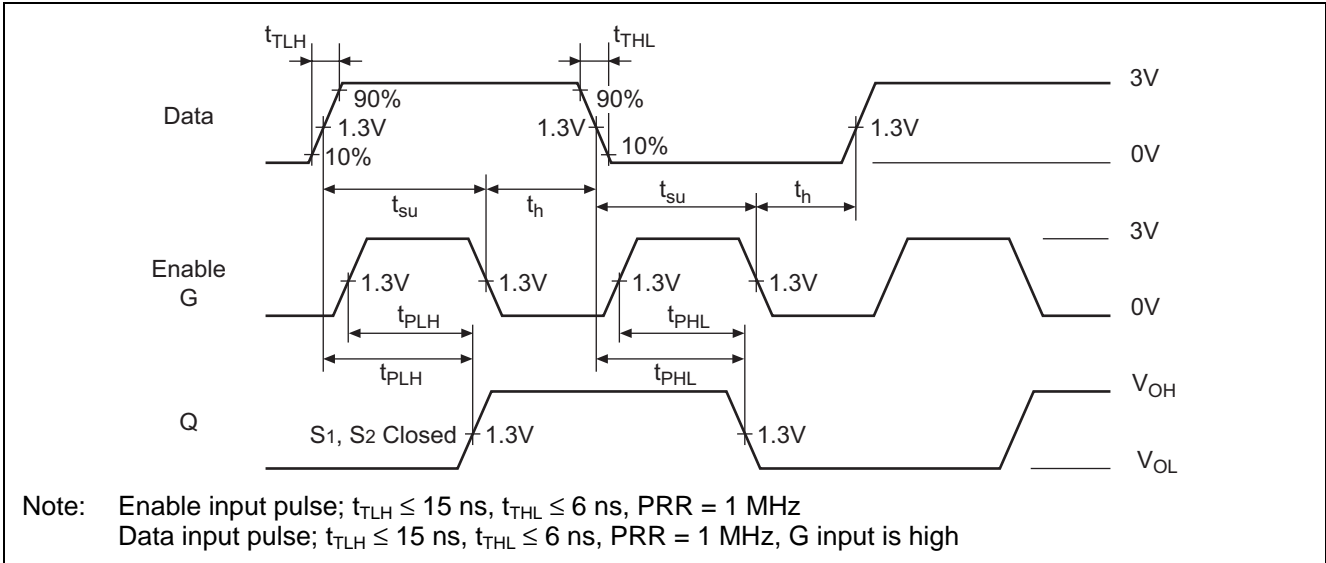 tTLH tTHL
90% 90% 3V
Data 1.3V 1.3V 1.3V
10% 10% 0V
tsu th tsu th
3V
Enable
G 1.3V 1.3V 1.3V 1.3V
0V
tPLH tPHL
tPLH tPHL
VOH
Q
S1, S2 Closed 1.3V 1.3V
VOL
Note: Enable input pulse; tTLH ≤ 15 ns, tTHL ≤ 6 ns, PRR = 1 MHz
Data input pulse; tTLH ≤ 15 ns, tTHL ≤ 6 ns, PRR = 1 MHz, G input is high